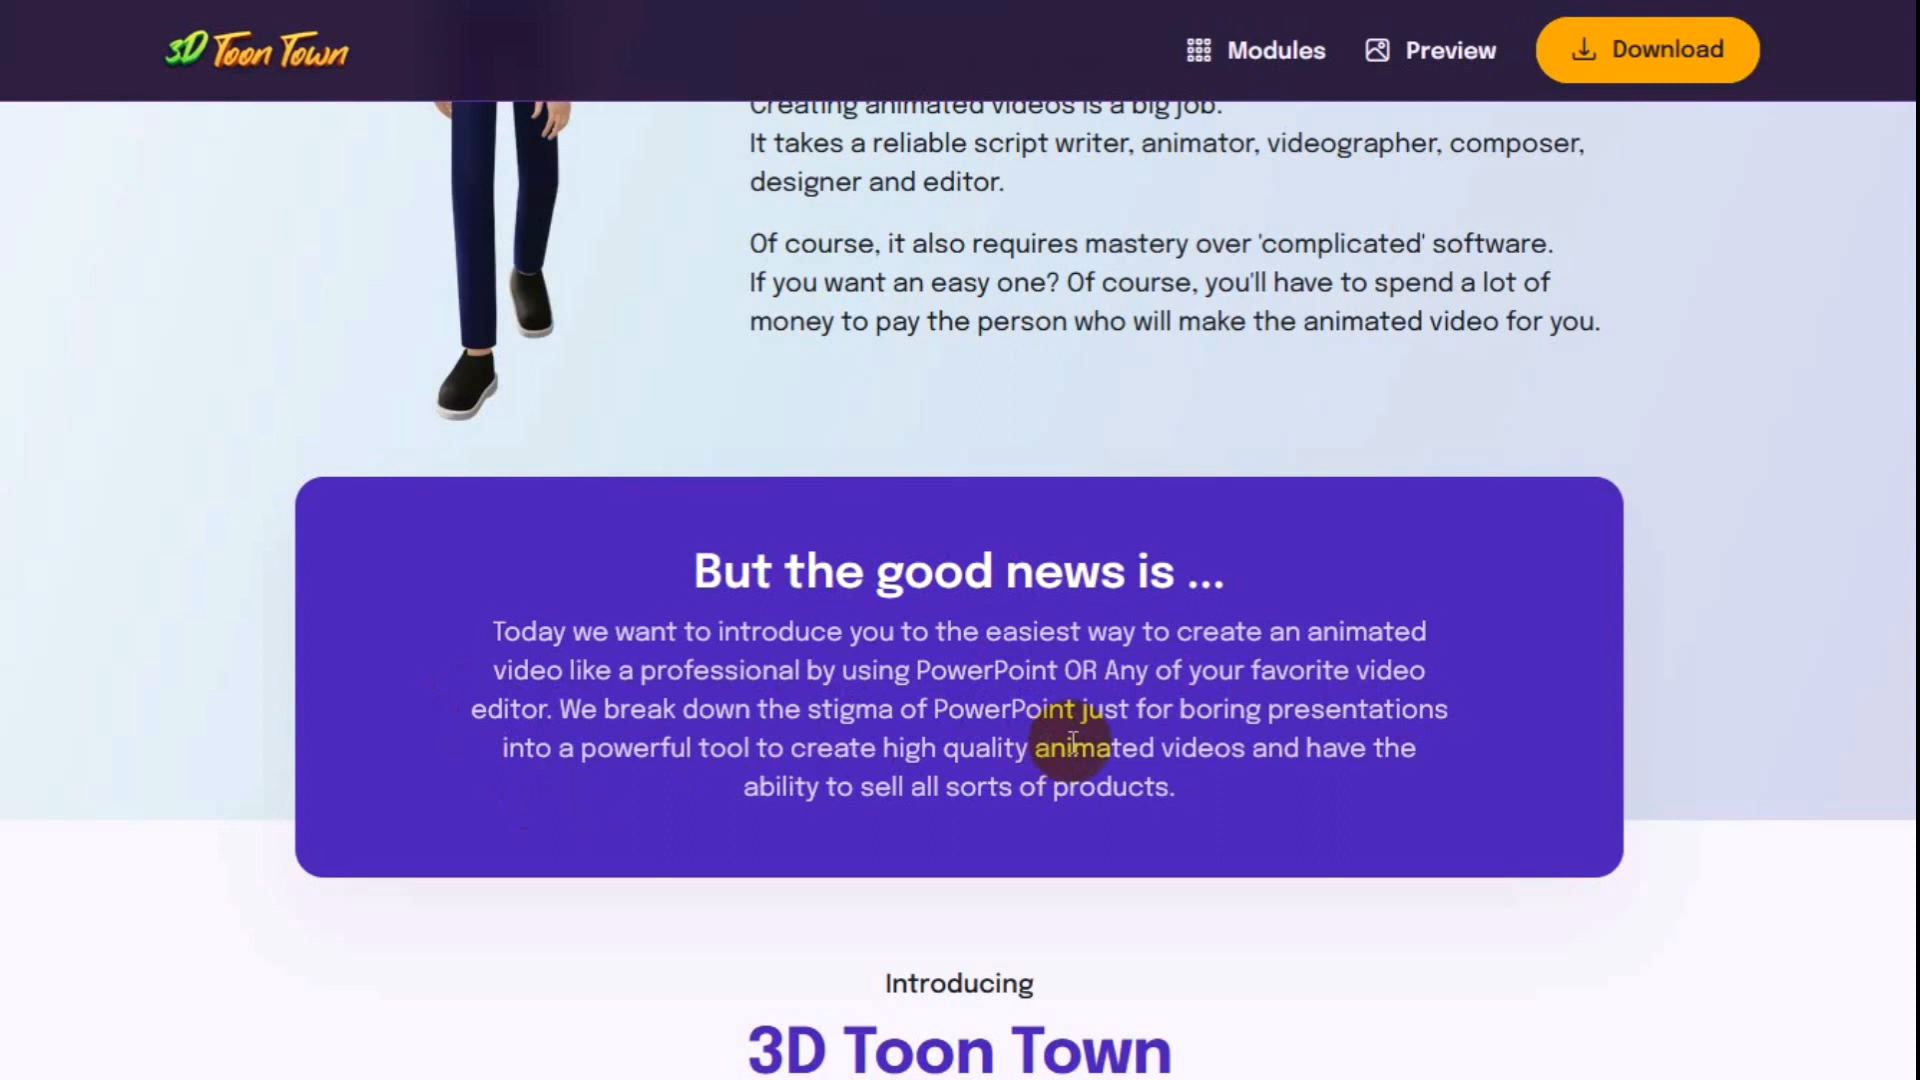 3D Toon Town
Modules
Preview
Download
Creating animated videos is a big job.
It takes a reliable script writer, animator, videographer, composer,
designer and editor.
Of course, it also requires mastery over 'complicated' software.
If you want an easy one? Of course, you'll have to spend a lot of
money to pay the person who will make the animated video for you.
But the good news is ...
Today we want to introduce you to the easiest way to create an animated
video like a professional by using PowerPoint OR Any of your favorite video
editor. We break down the stigma of PowerPoint just for boring presentations
into a powerful tool to create high quality animated videos and have the
ability to sell all sorts of products.
Introducing
3D Toon Town